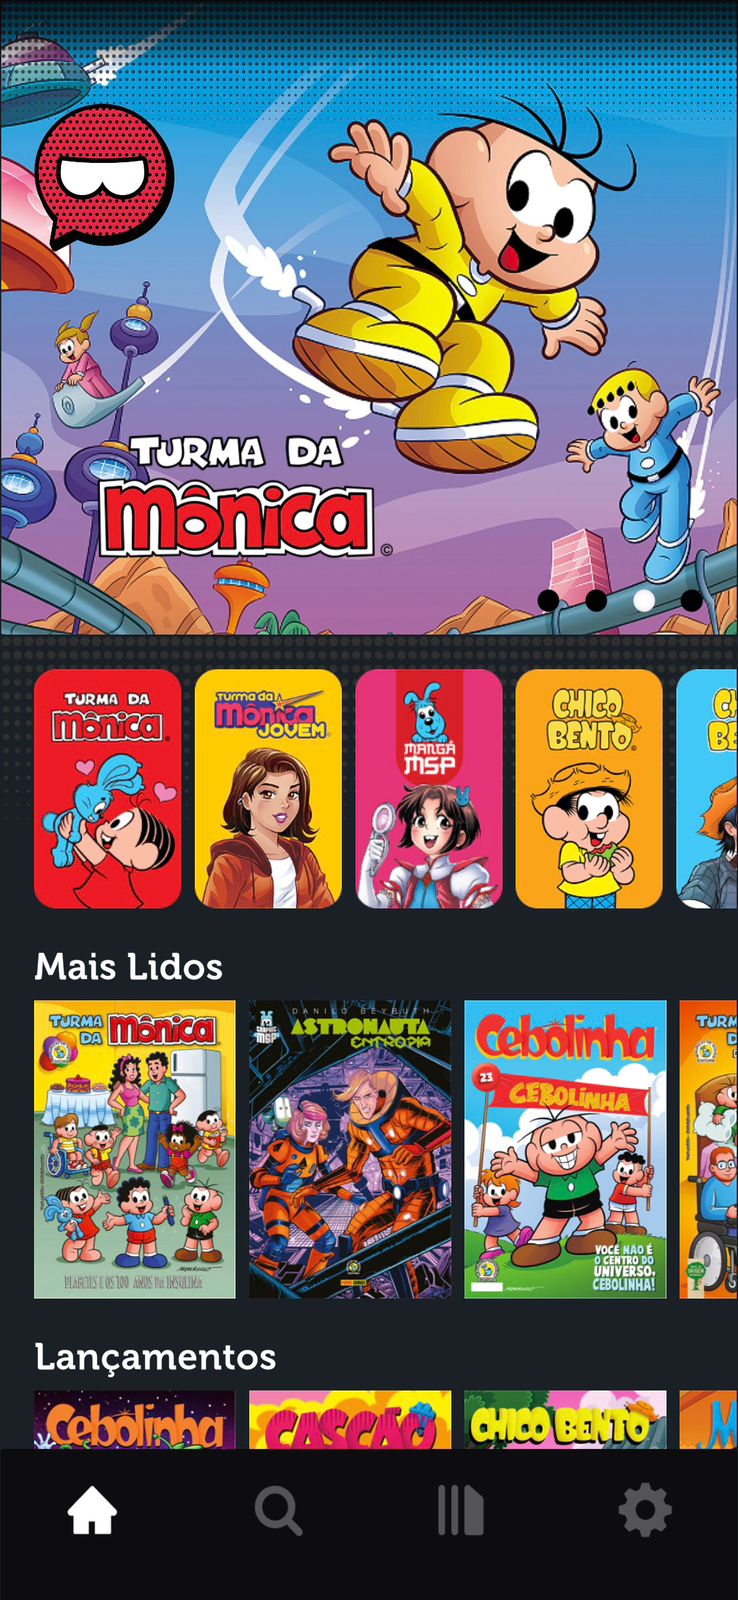 TURMA DA
mônica ©
TURMA DA
mônica
Turma da
Mônica
JOVEM
MANGÁ
MSP
CHICO
BENTO
Mais Lidos
TURMA
DA mônica
DIABETES E OS 100 ANOS DA INSULINA
DANILO BEYRUTH
GRAPHIC
MSP
ASTRONAUTA
ENTROPIA
Cebolinha
23
CEBOLINHA
VOCÊ NÃO É
O CENTRO DO
UNIVERSO,
CEBOLINHA!
TURM
Lançamentos
Cebolinha
CASCÃO
CHICO BENTO
M